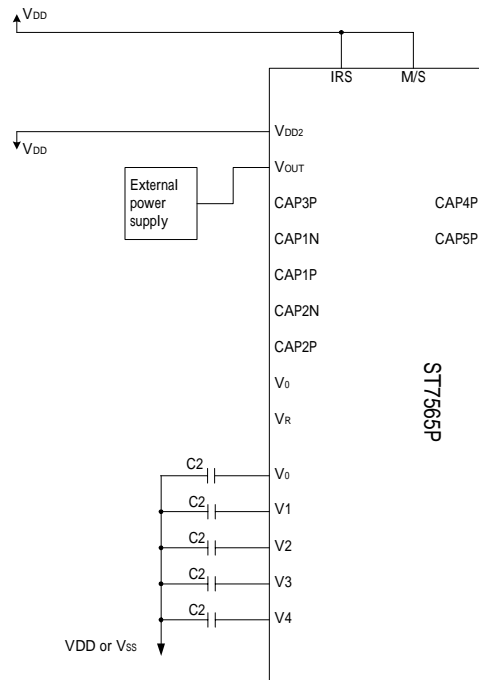 VDD
IRS M/S
VDD2
VDD
VOUT
External
power
supply
CAP3P CAP4P
CAP1N CAP5P
CAP1P
CAP2N
CAP2P
ST7565P
V0
VR
C2 V0
C2 V1
C2 V2
C2 V3
C2 V4
VDD or VSS